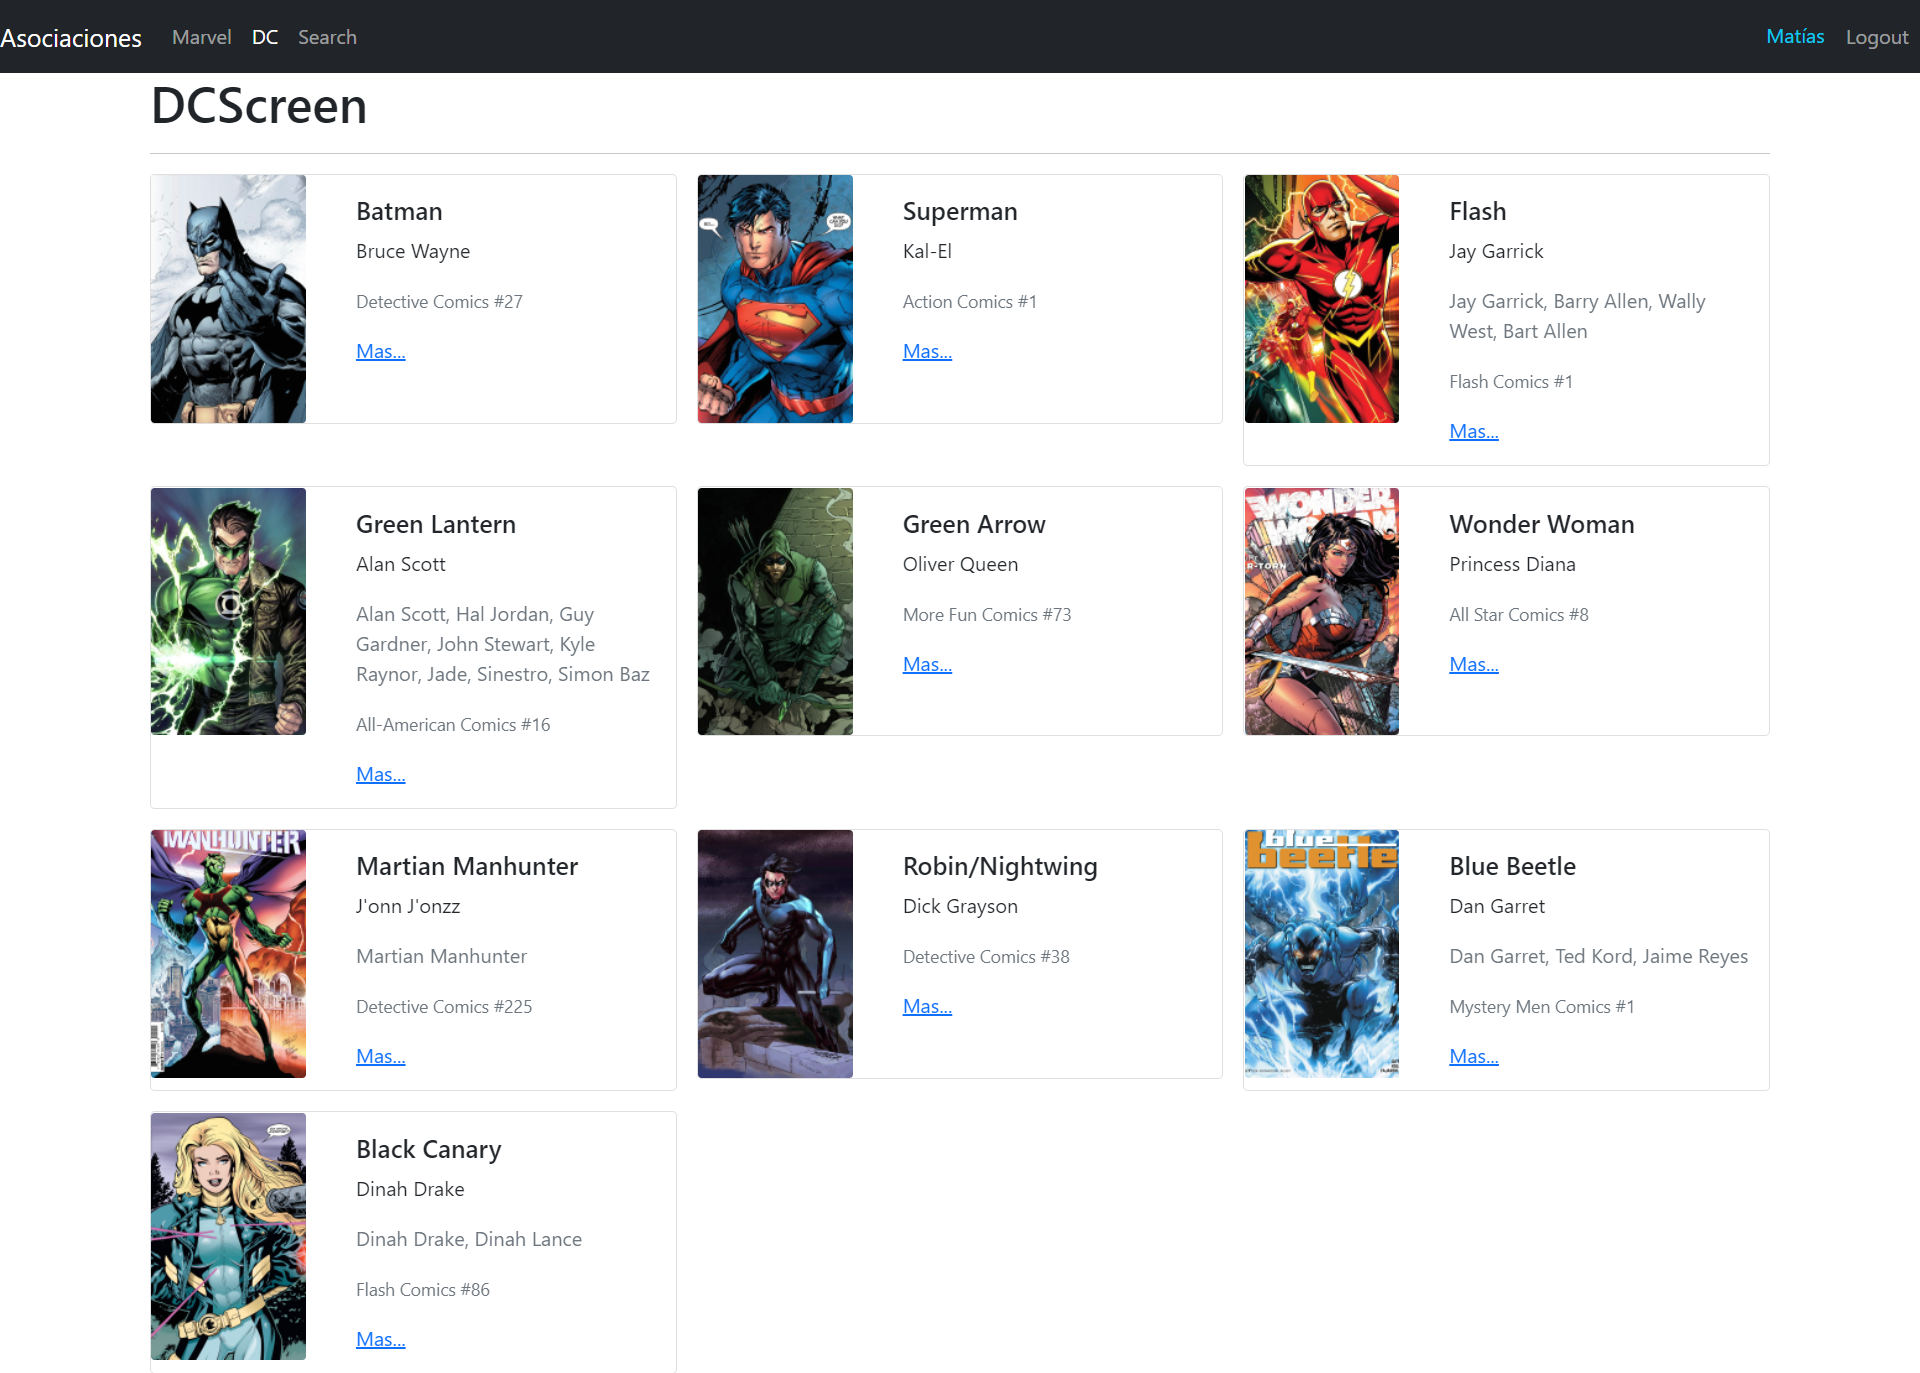 Asociaciones Marvel DC Search Matías Logout
DCScreen
Batman
Bruce Wayne
Detective Comics #27
Mas...
Superman
Kal-El
Action Comics #1
Mas...
Flash
Jay Garrick
Jay Garrick, Barry Allen, Wally
West, Bart Allen
Flash Comics #1
Mas...
Green Lantern
Alan Scott
Alan Scott, Hal Jordan, Guy
Gardner, John Stewart, Kyle
Raynor, Jade, Sinestro, Simon Baz
All-American Comics #16
Mas...
Green Arrow
Oliver Queen
More Fun Comics #73
Mas...
WONDER
WOMAN
R-TORN
Wonder Woman
Princess Diana
All Star Comics #8
Mas...
MANHUNTER
Martian Manhunter
J'onn J'onzz
Martian Manhunter
Detective Comics #225
Mas...
Robin/Nightwing
Dick Grayson
Detective Comics #38
Mas...
blue
beetle
Blue Beetle
Dan Garret
Dan Garret, Ted Kord, Jaime Reyes
Mystery Men Comics #1
Mas...
Black Canary
Dinah Drake
Dinah Drake, Dinah Lance
Flash Comics #86
Mas...